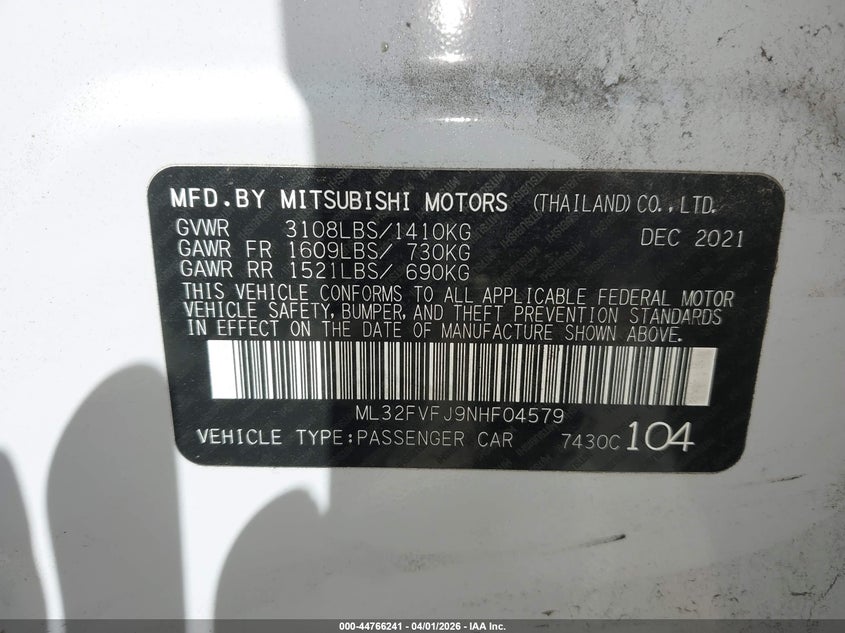 MFD.BY MITSUBISHI MOTORS (THAILAND) CO., LTD.
GVWR 3108LBS/1410KG DEC 2021
GAWR FR 1609LBS/ 730KG
GAWR RR 1521LBS/ 690KG
THIS VEHICLE CONFORMS TO ALL APPLICABLE FEDERAL MOTOR
VEHICLE SAFETY, BUMPER, AND THEFT PREVENTION STANDARDS
IN EFFECT ON THE DATE OF MANUFACTURE SHOWN ABOVE.
ML32FVFJ9NHF04579
VEHICLE TYPE:PASSENGER CAR 7430C 104
000-44766241 - 04/01/2026 - IAA Inc.